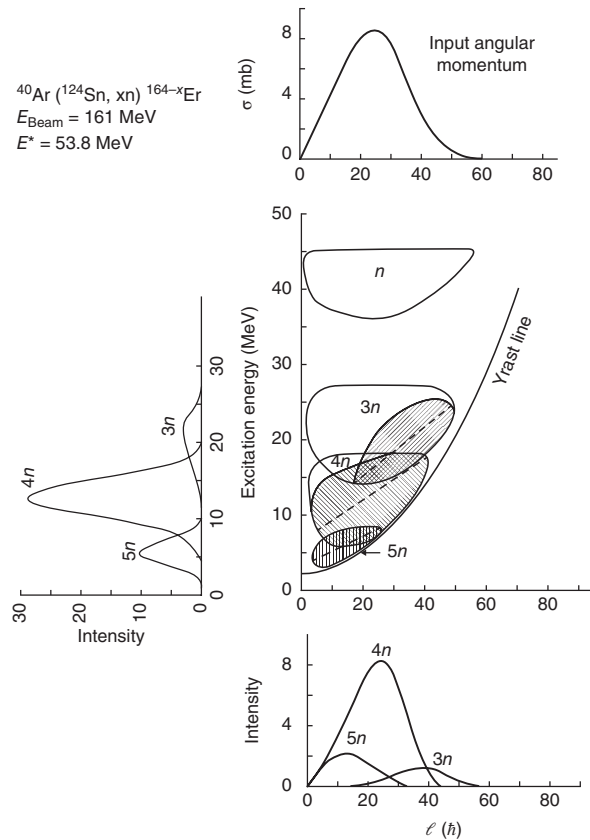 ⁴⁰Ar (¹²⁴Sn, xn) ¹⁶⁴⁻ˣEr
E_Beam = 161 MeV
E* = 53.8 MeV
σ (mb)
8
4
0
0 20 40 60 80
Input angular
momentum
Excitation energy (MeV)
50
40
30
20
10
0
0 20 40 60 80
n
3n
4n
5n
Yrast line
30 20 10 0
Intensity
0
10
20
30
3n
4n
5n
Intensity
8
4
0
0 20 40 60 80
4n
5n
3n
ℓ (ħ)